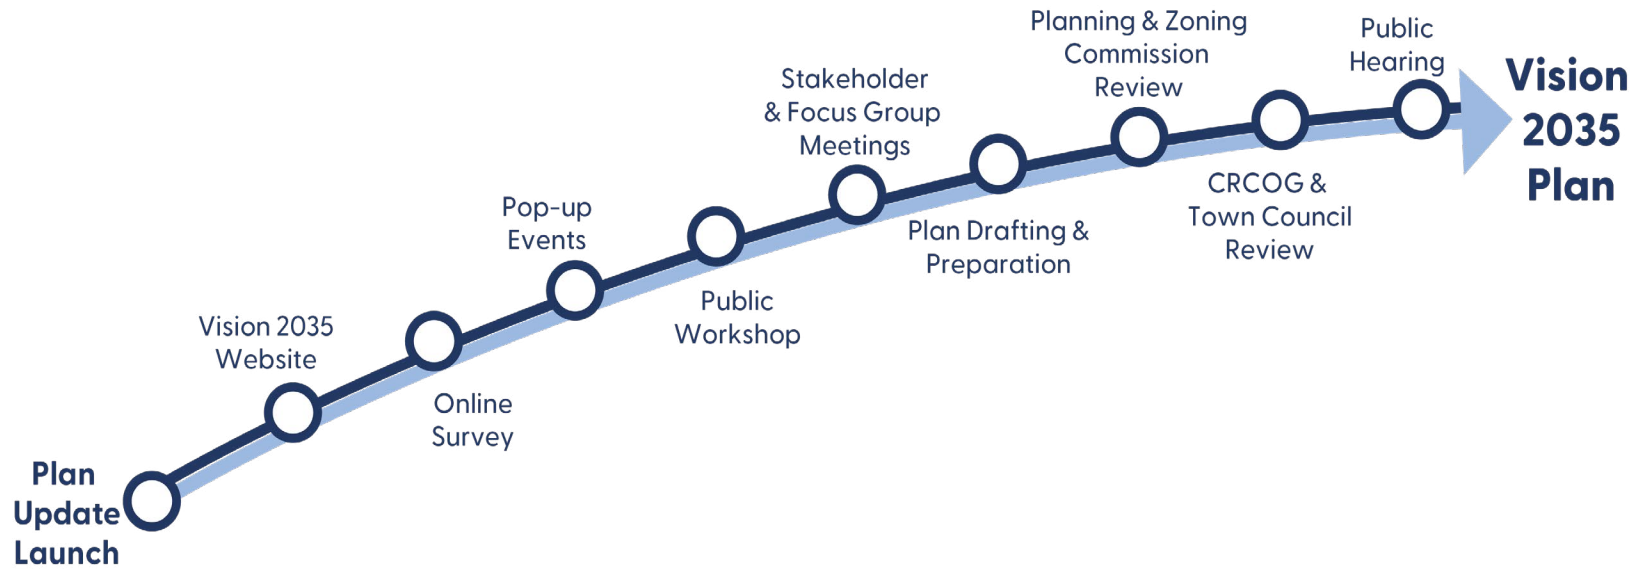 Plan
Update
Launch
Vision 2035
Website
Online
Survey
Pop-up
Events
Public
Workshop
Stakeholder
& Focus Group
Meetings
Plan Drafting &
Preparation
Planning & Zoning
Commission
Review
CRCOG &
Town Council
Review
Public
Hearing
Vision
2035
Plan